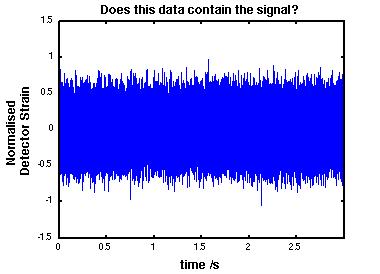 Does this data contain the signal?
1.5
1
0.5
0
-0.5
-1
-1.5
Normalised
Detector Strain
0 0.5 1 1.5 2 2.5
time /s